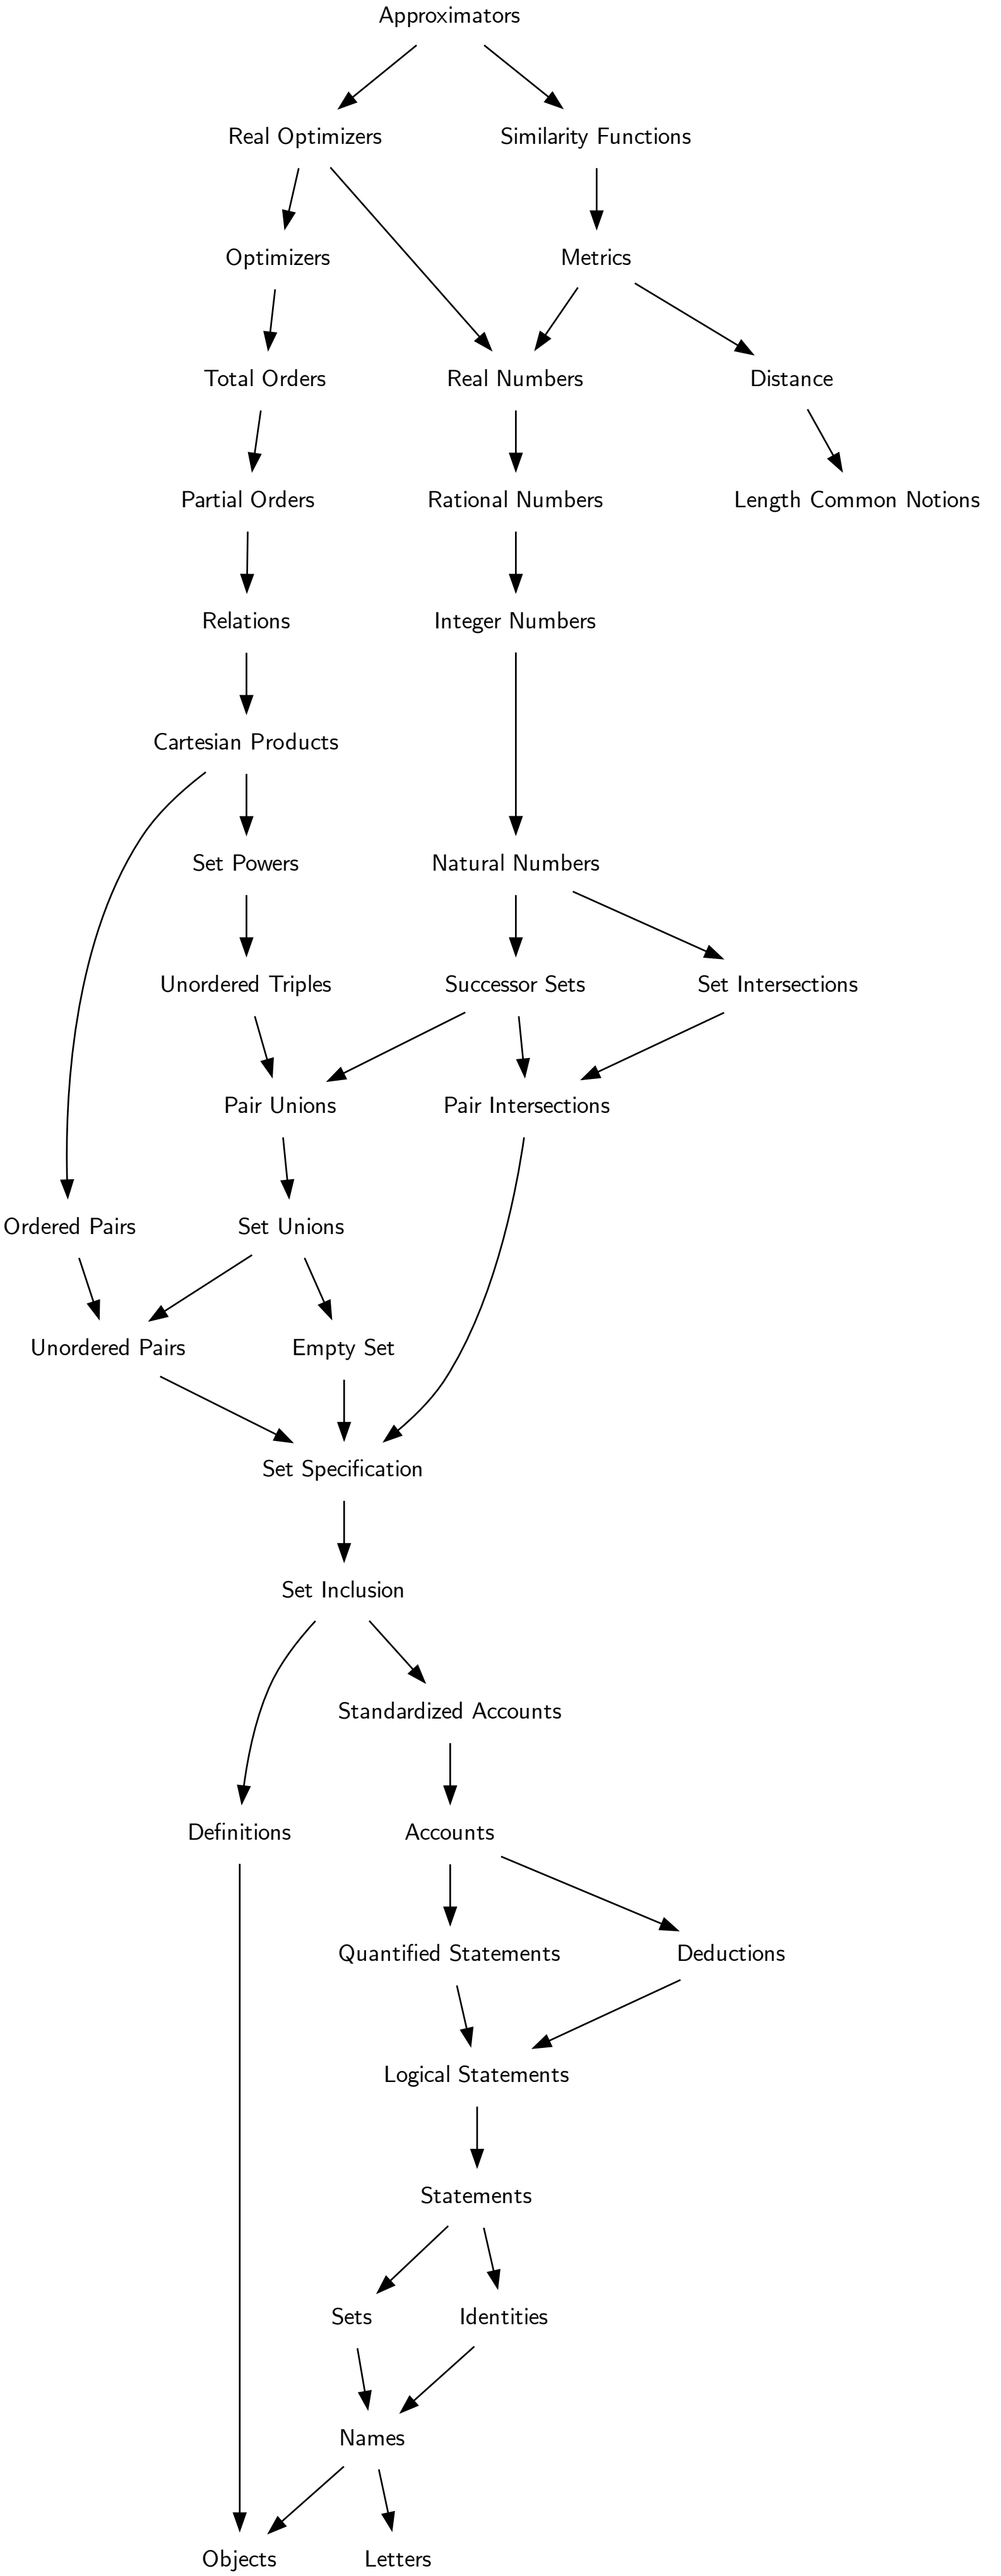 Approximators
Real Optimizers
Similarity Functions
Optimizers
Metrics
Total Orders
Real Numbers
Distance
Partial Orders
Rational Numbers
Length Common Notions
Relations
Integer Numbers
Cartesian Products
Set Powers
Natural Numbers
Unordered Triples
Successor Sets
Set Intersections
Pair Unions
Pair Intersections
Ordered Pairs
Set Unions
Unordered Pairs
Empty Set
Set Specification
Set Inclusion
Standardized Accounts
Definitions
Accounts
Quantified Statements
Deductions
Logical Statements
Statements
Sets
Identities
Names
Objects
Letters